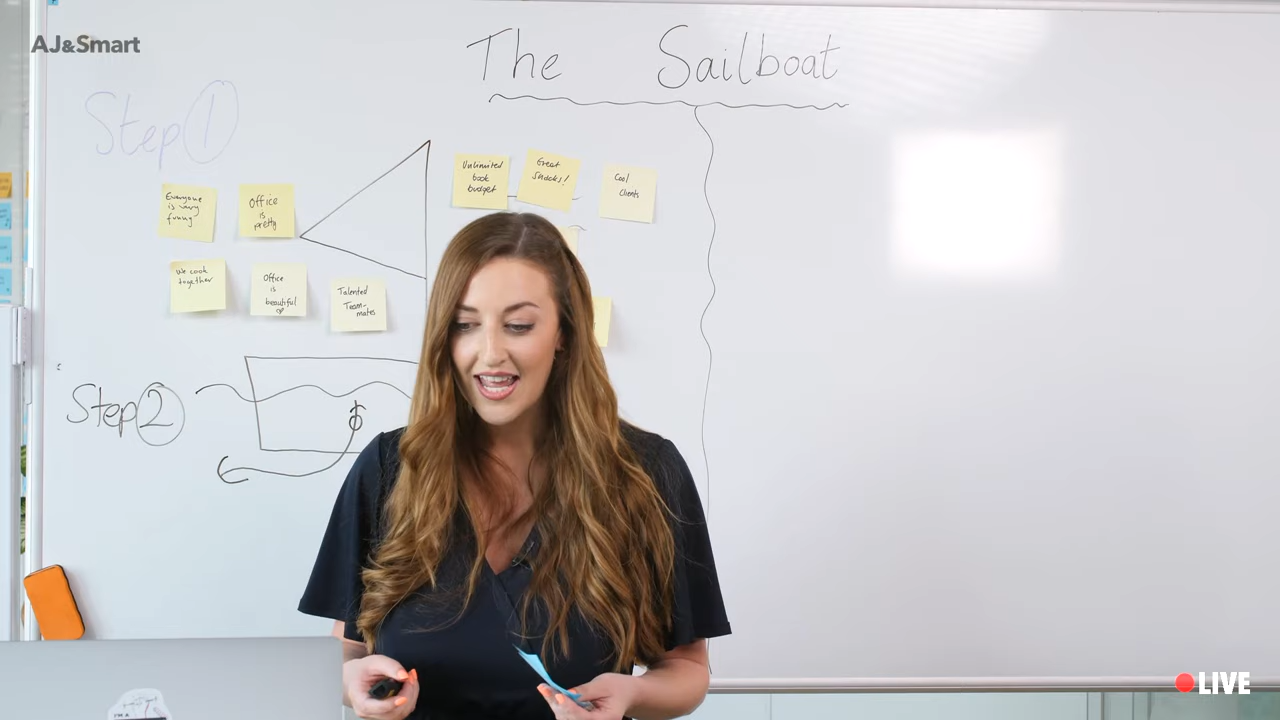 AJ&Smart
The Sailboat
Step 1
Unlimited
book
budget
Great
Snacks!
Cool
Clients
Everyone
is very
funny
Office
is
pretty
We cook
together
Office
is
beautiful
Talented
Team-
mates
Step 2
LIVE